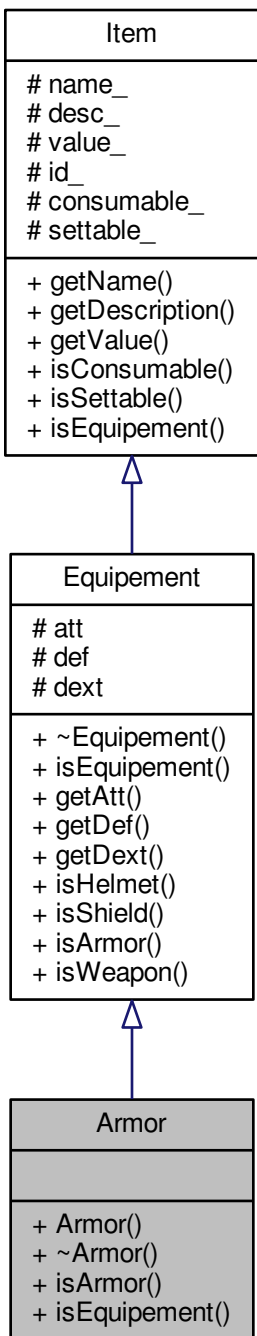 Item
# name_
# desc_
# value_
# id_
# consumable_
# settable_
+ getName()
+ getDescription()
+ getValue()
+ isConsumable()
+ isSettable()
+ isEquipement()
Equipement
# att
# def
# dext
+ ~Equipement()
+ isEquipement()
+ getAtt()
+ getDef()
+ getDext()
+ isHelmet()
+ isShield()
+ isArmor()
+ isWeapon()
Armor
+ Armor()
+ ~Armor()
+ isArmor()
+ isEquipement()